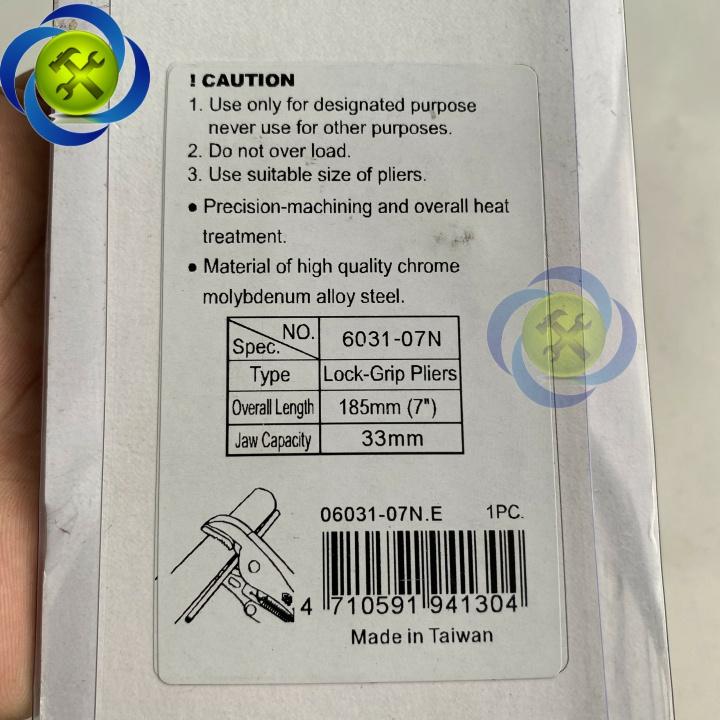 ! CAUTION
1. Use only for designated purpose
never use for other purposes.
2. Do not over load.
3. Use suitable size of pliers.
● Precision-machining and overall heat
treatment.
● Material of high quality chrome
molybdenum alloy steel.
Spec. NO. 6031-07N
Type Lock-Grip Pliers
Overall Length 185mm (7")
Jaw Capacity 33mm
06031-07N.E 1PC.
4 710591 941304
Made in Taiwan